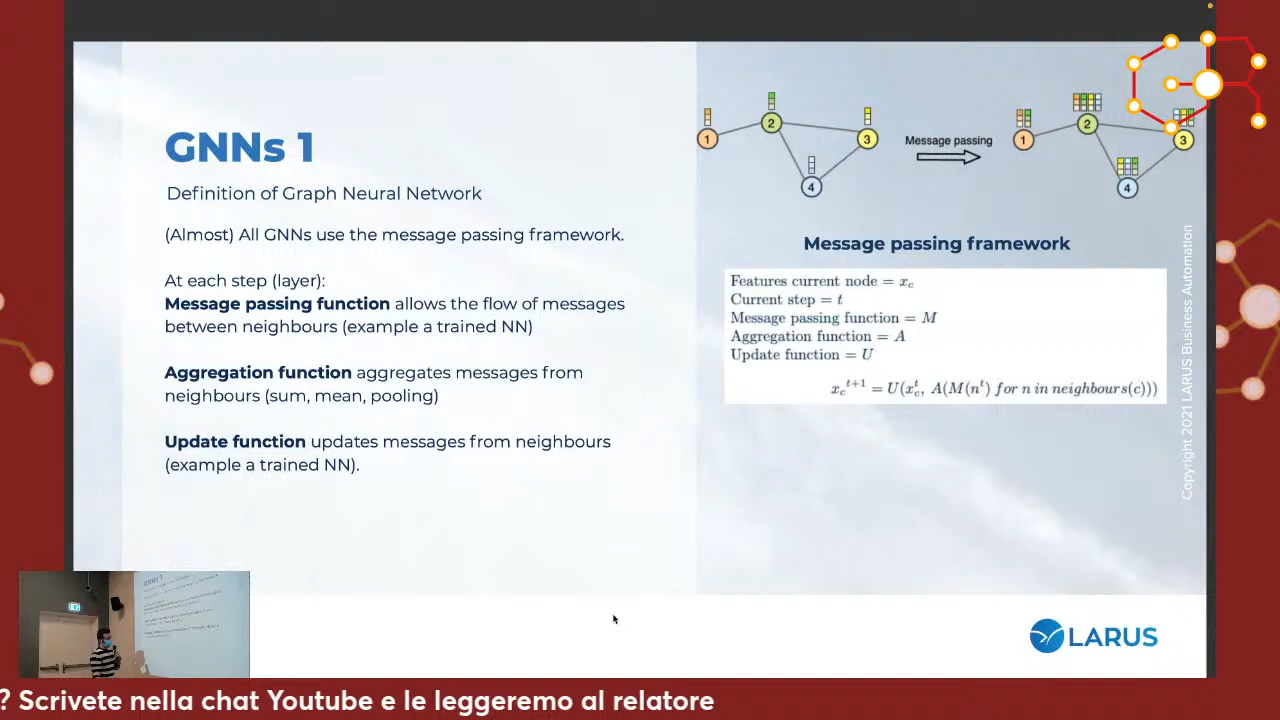 GNNs 1
Definition of Graph Neural Network
(Almost) All GNNs use the message passing framework.
At each step (layer):
Message passing function allows the flow of messages
between neighbours (example a trained NN)
Aggregation function aggregates messages from
neighbours (sum, mean, pooling)
Update function updates messages from neighbours
(example a trained NN).
1
2
3
4
Message passing
1
2
3
4
Message passing framework
Features current node = x_c
Current step = t
Message passing function = M
Aggregation function = A
Update function = U
x_c^{t+1} = U(x_c^t, A(M(n^t) for n in neighbours(c)))
Copyright 2021 LARUS Business Automation
GNNs 1
LARUS
? Scrivete nella chat Youtube e le leggeremo al relatore